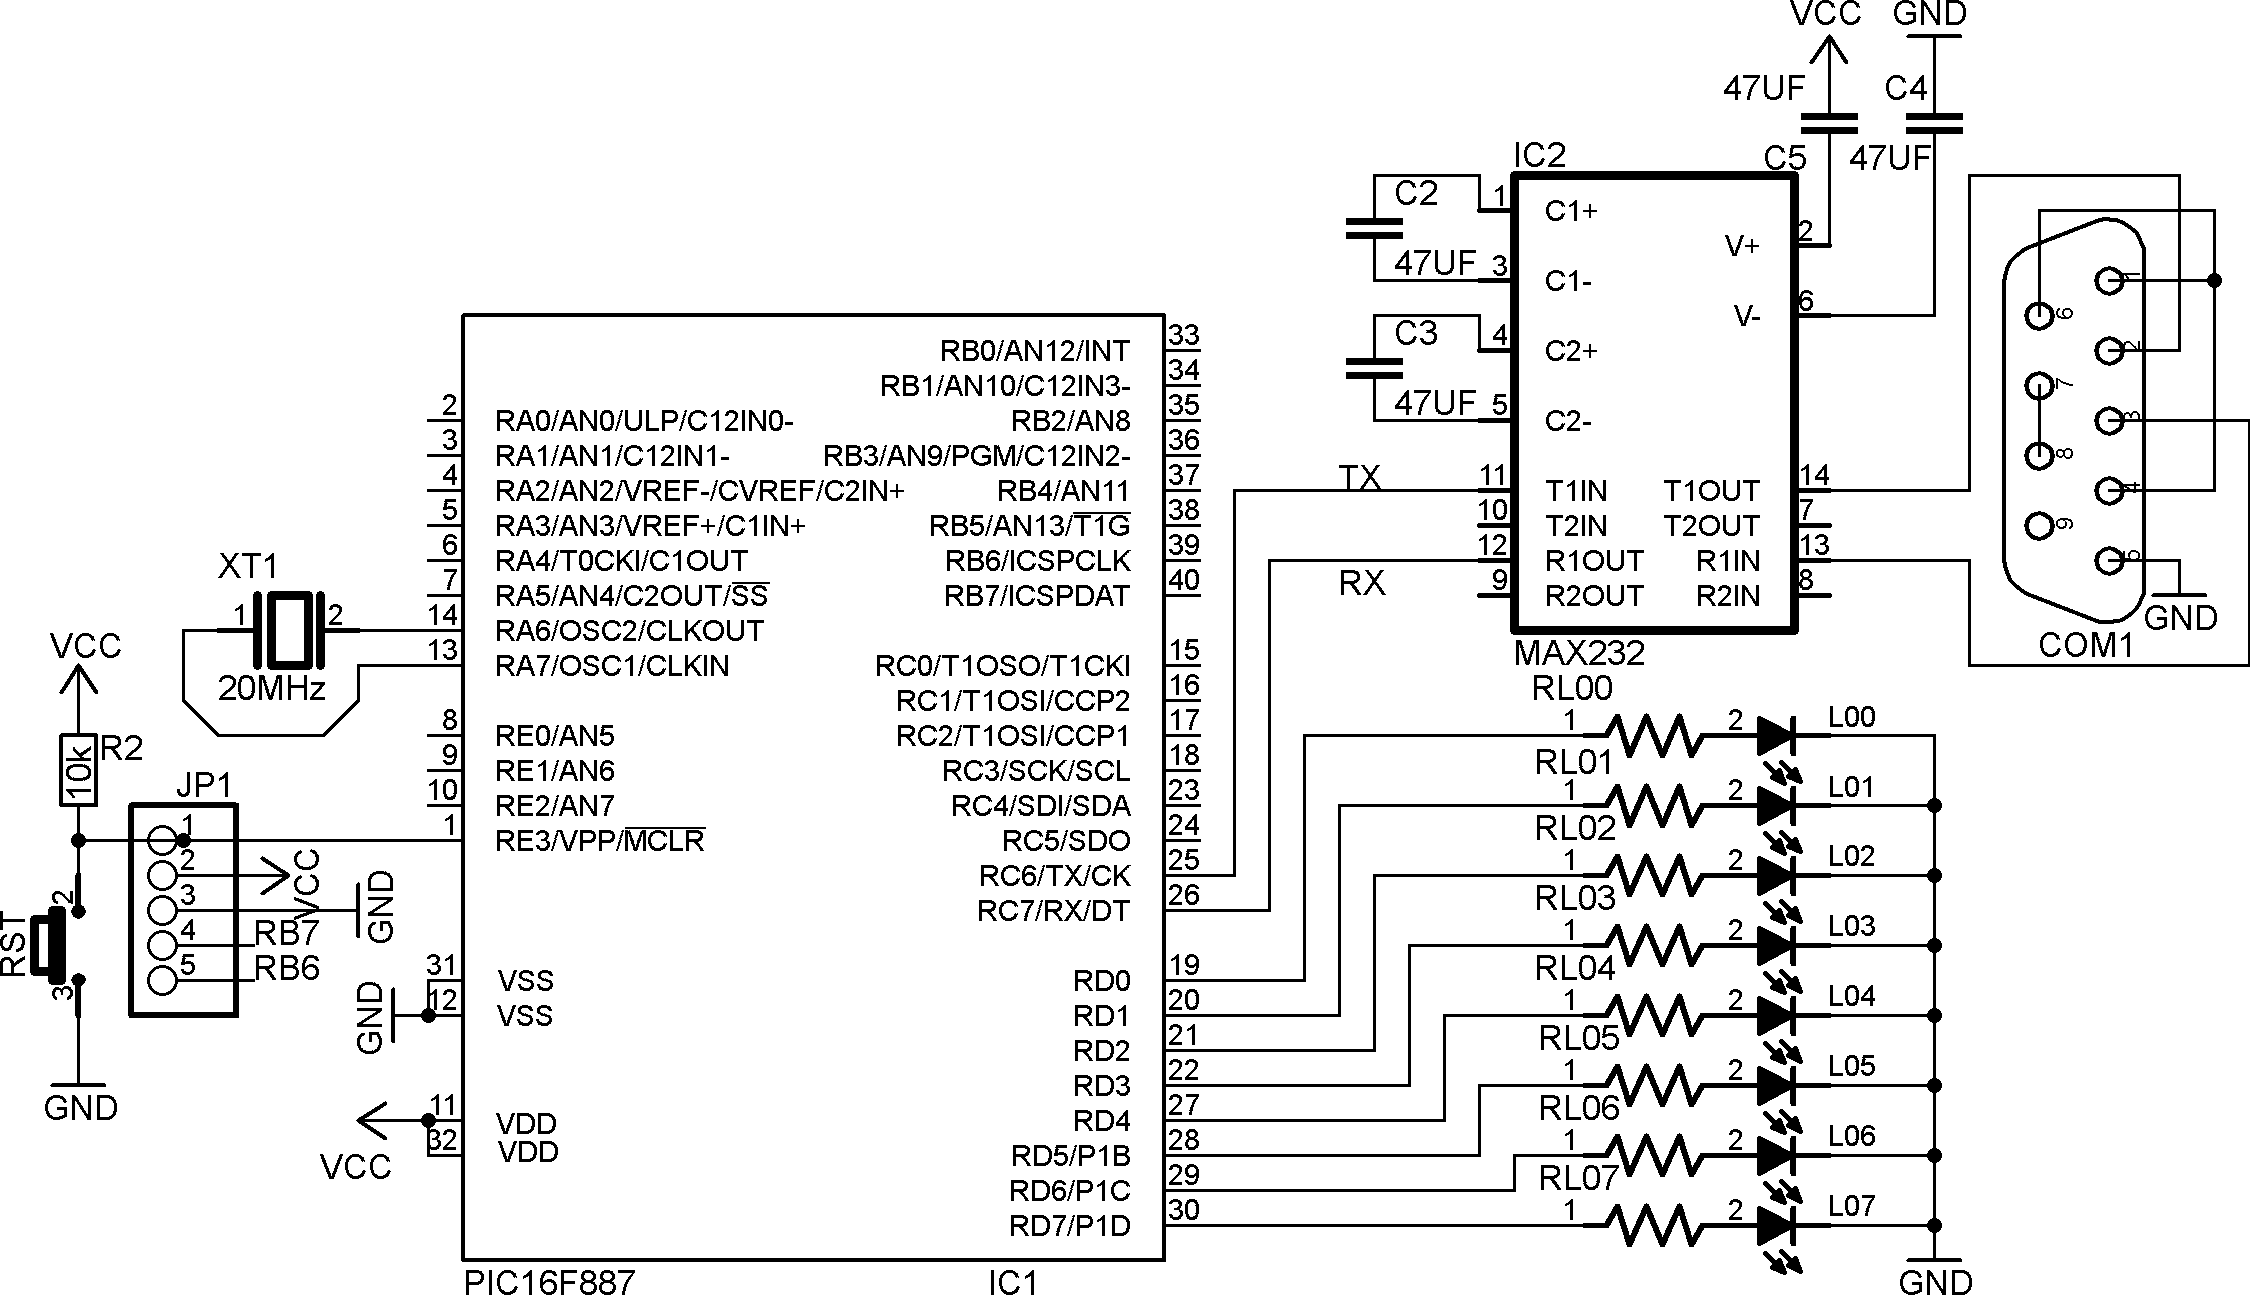 VCC GND
47UF C4
C5 47UF
IC2
C2
47UF
C3
47UF
1 C1+
3 C1-
4 C2+
5 C2-
11 T1IN
10 T2IN
12 R1OUT
9 R2OUT
V+ 2
V- 6
T1OUT 14
T2OUT 7
R1IN 13
R2IN 8
MAX232
TX
RX
1
6
2
7
3
8
4
9
5
GND
COM1
2 RA0/AN0/ULP/C12IN0-
3 RA1/AN1/C12IN1-
4 RA2/AN2/VREF-/CVREF/C2IN+
5 RA3/AN3/VREF+/C1IN+
6 RA4/T0CKI/C1OUT
7 RA5/AN4/C2OUT/SS
14 RA6/OSC2/CLKOUT
13 RA7/OSC1/CLKIN
8 RE0/AN5
9 RE1/AN6
10 RE2/AN7
1 RE3/VPP/MCLR
31 VSS
12 VSS
11 VDD
32 VDD
RB0/AN12/INT 33
RB1/AN10/C12IN3- 34
RB2/AN8 35
RB3/AN9/PGM/C12IN2- 36
RB4/AN11 37
RB5/AN13/T1G 38
RB6/ICSPCLK 39
RB7/ICSPDAT 40
RC0/T1OSO/T1CKI 15
RC1/T1OSI/CCP2 16
RC2/T1OSI/CCP1 17
RC3/SCK/SCL 18
RC4/SDI/SDA 23
RC5/SDO 24
RC6/TX/CK 25
RC7/RX/DT 26
RD0 19
RD1 20
RD2 21
RD3 22
RD4 27
RD5/P1B 28
RD6/P1C 29
RD7/P1D 30
PIC16F887 IC1
XT1
1 2
20MHz
VCC
R2
10k
JP1
1
2 VCC
3 GND
4 RB7
5 RB6
RST
2
3
GND
GND
VCC
RL00
1 2 L00
RL01
1 2 L01
RL02
1 2 L02
RL03
1 2 L03
RL04
1 2 L04
RL05
1 2 L05
RL06
1 2 L06
RL07
1 2 L07
GND